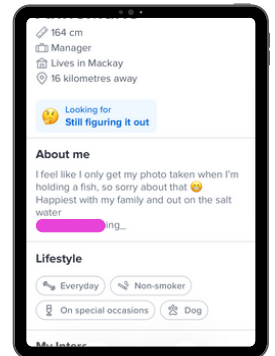 164 cm
Manager
Lives in Mackay
16 kilometres away
Looking for
Still figuring it out
About me
I feel like I only get my photo taken when I'm
holding a fish, so sorry about that 😁
Happiest with my family and out on the salt
water
ing_
Lifestyle
Everyday
Non-smoker
On special occasions
Dog